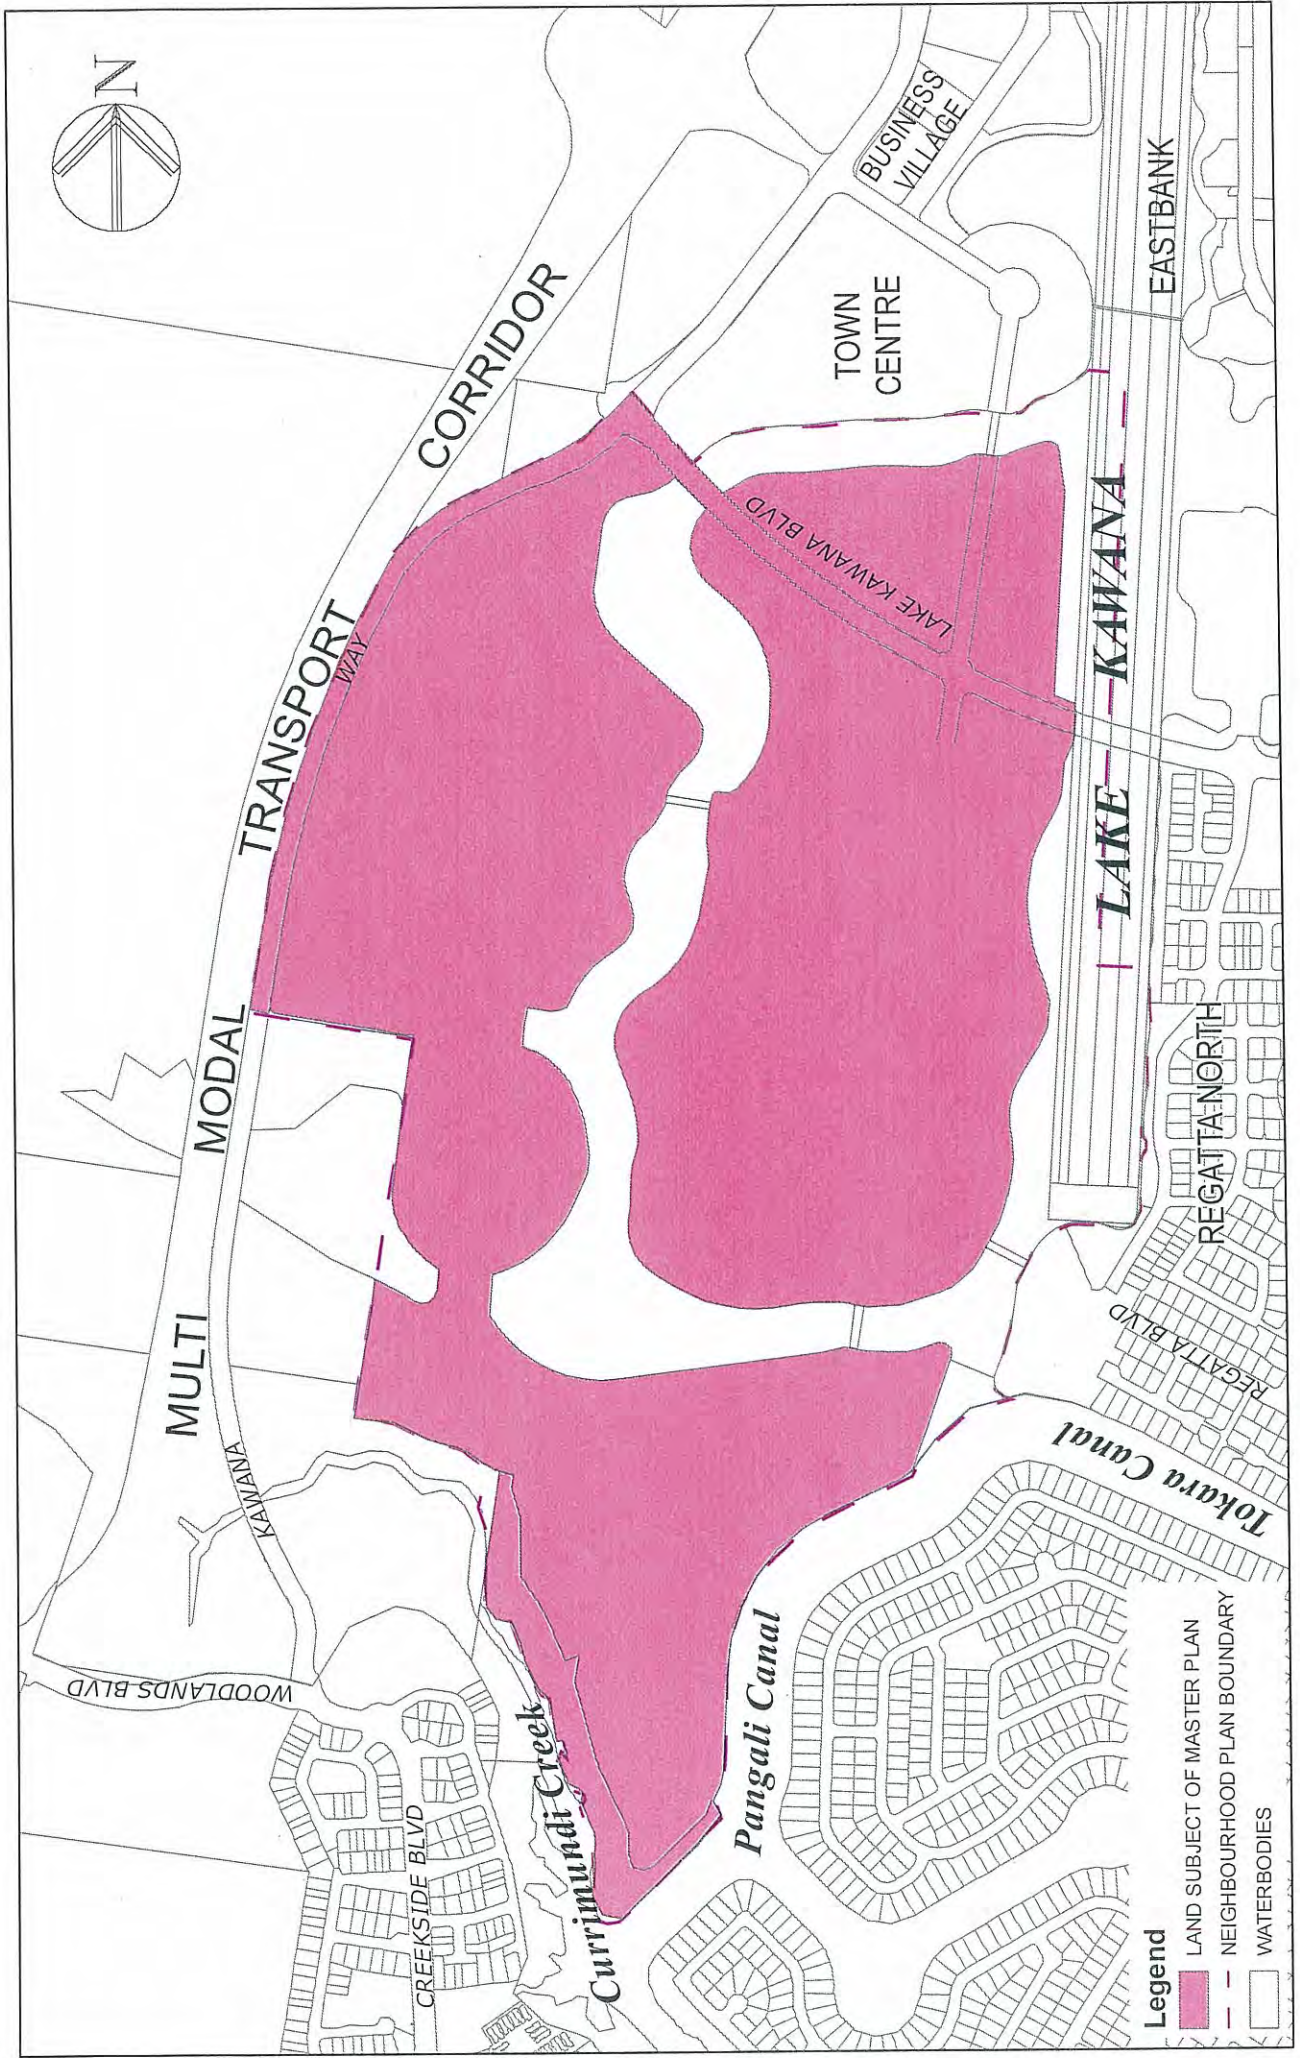 N
MULTI MODAL TRANSPORT CORRIDOR
KAWANA WAY
BUSINESS
VILLAGE
TOWN
CENTRE
EASTBANK
LAKE KAWANA BLVD
LAKE KAWANA
REGATTA NORTH
REGATTA BLVD
Tokara Canal
Pangali Canal
Currimundi Creek
WOODLANDS BLVD
CREEKSIDE BLVD
Legend
LAND SUBJECT OF MASTER PLAN
NEIGHBOURHOOD PLAN BOUNDARY
WATERBODIES